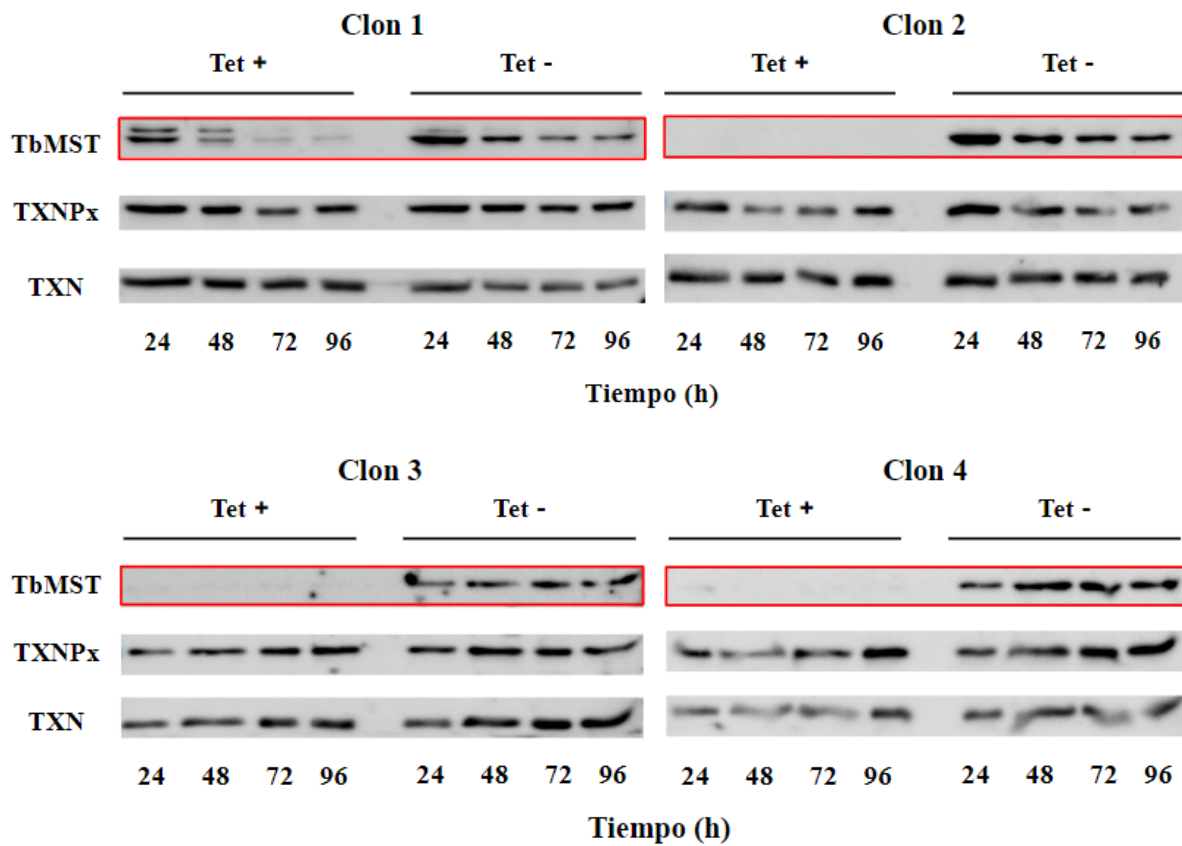 Clon 1 Clon 2
Tet + Tet - Tet + Tet -
TbMST
TXNPx
TXN
24 48 72 96 24 48 72 96 24 48 72 96 24 48 72 96
Tiempo (h)
Clon 3 Clon 4
Tet + Tet - Tet + Tet -
TbMST
TXNPx
TXN
24 48 72 96 24 48 72 96 24 48 72 96 24 48 72 96
Tiempo (h)